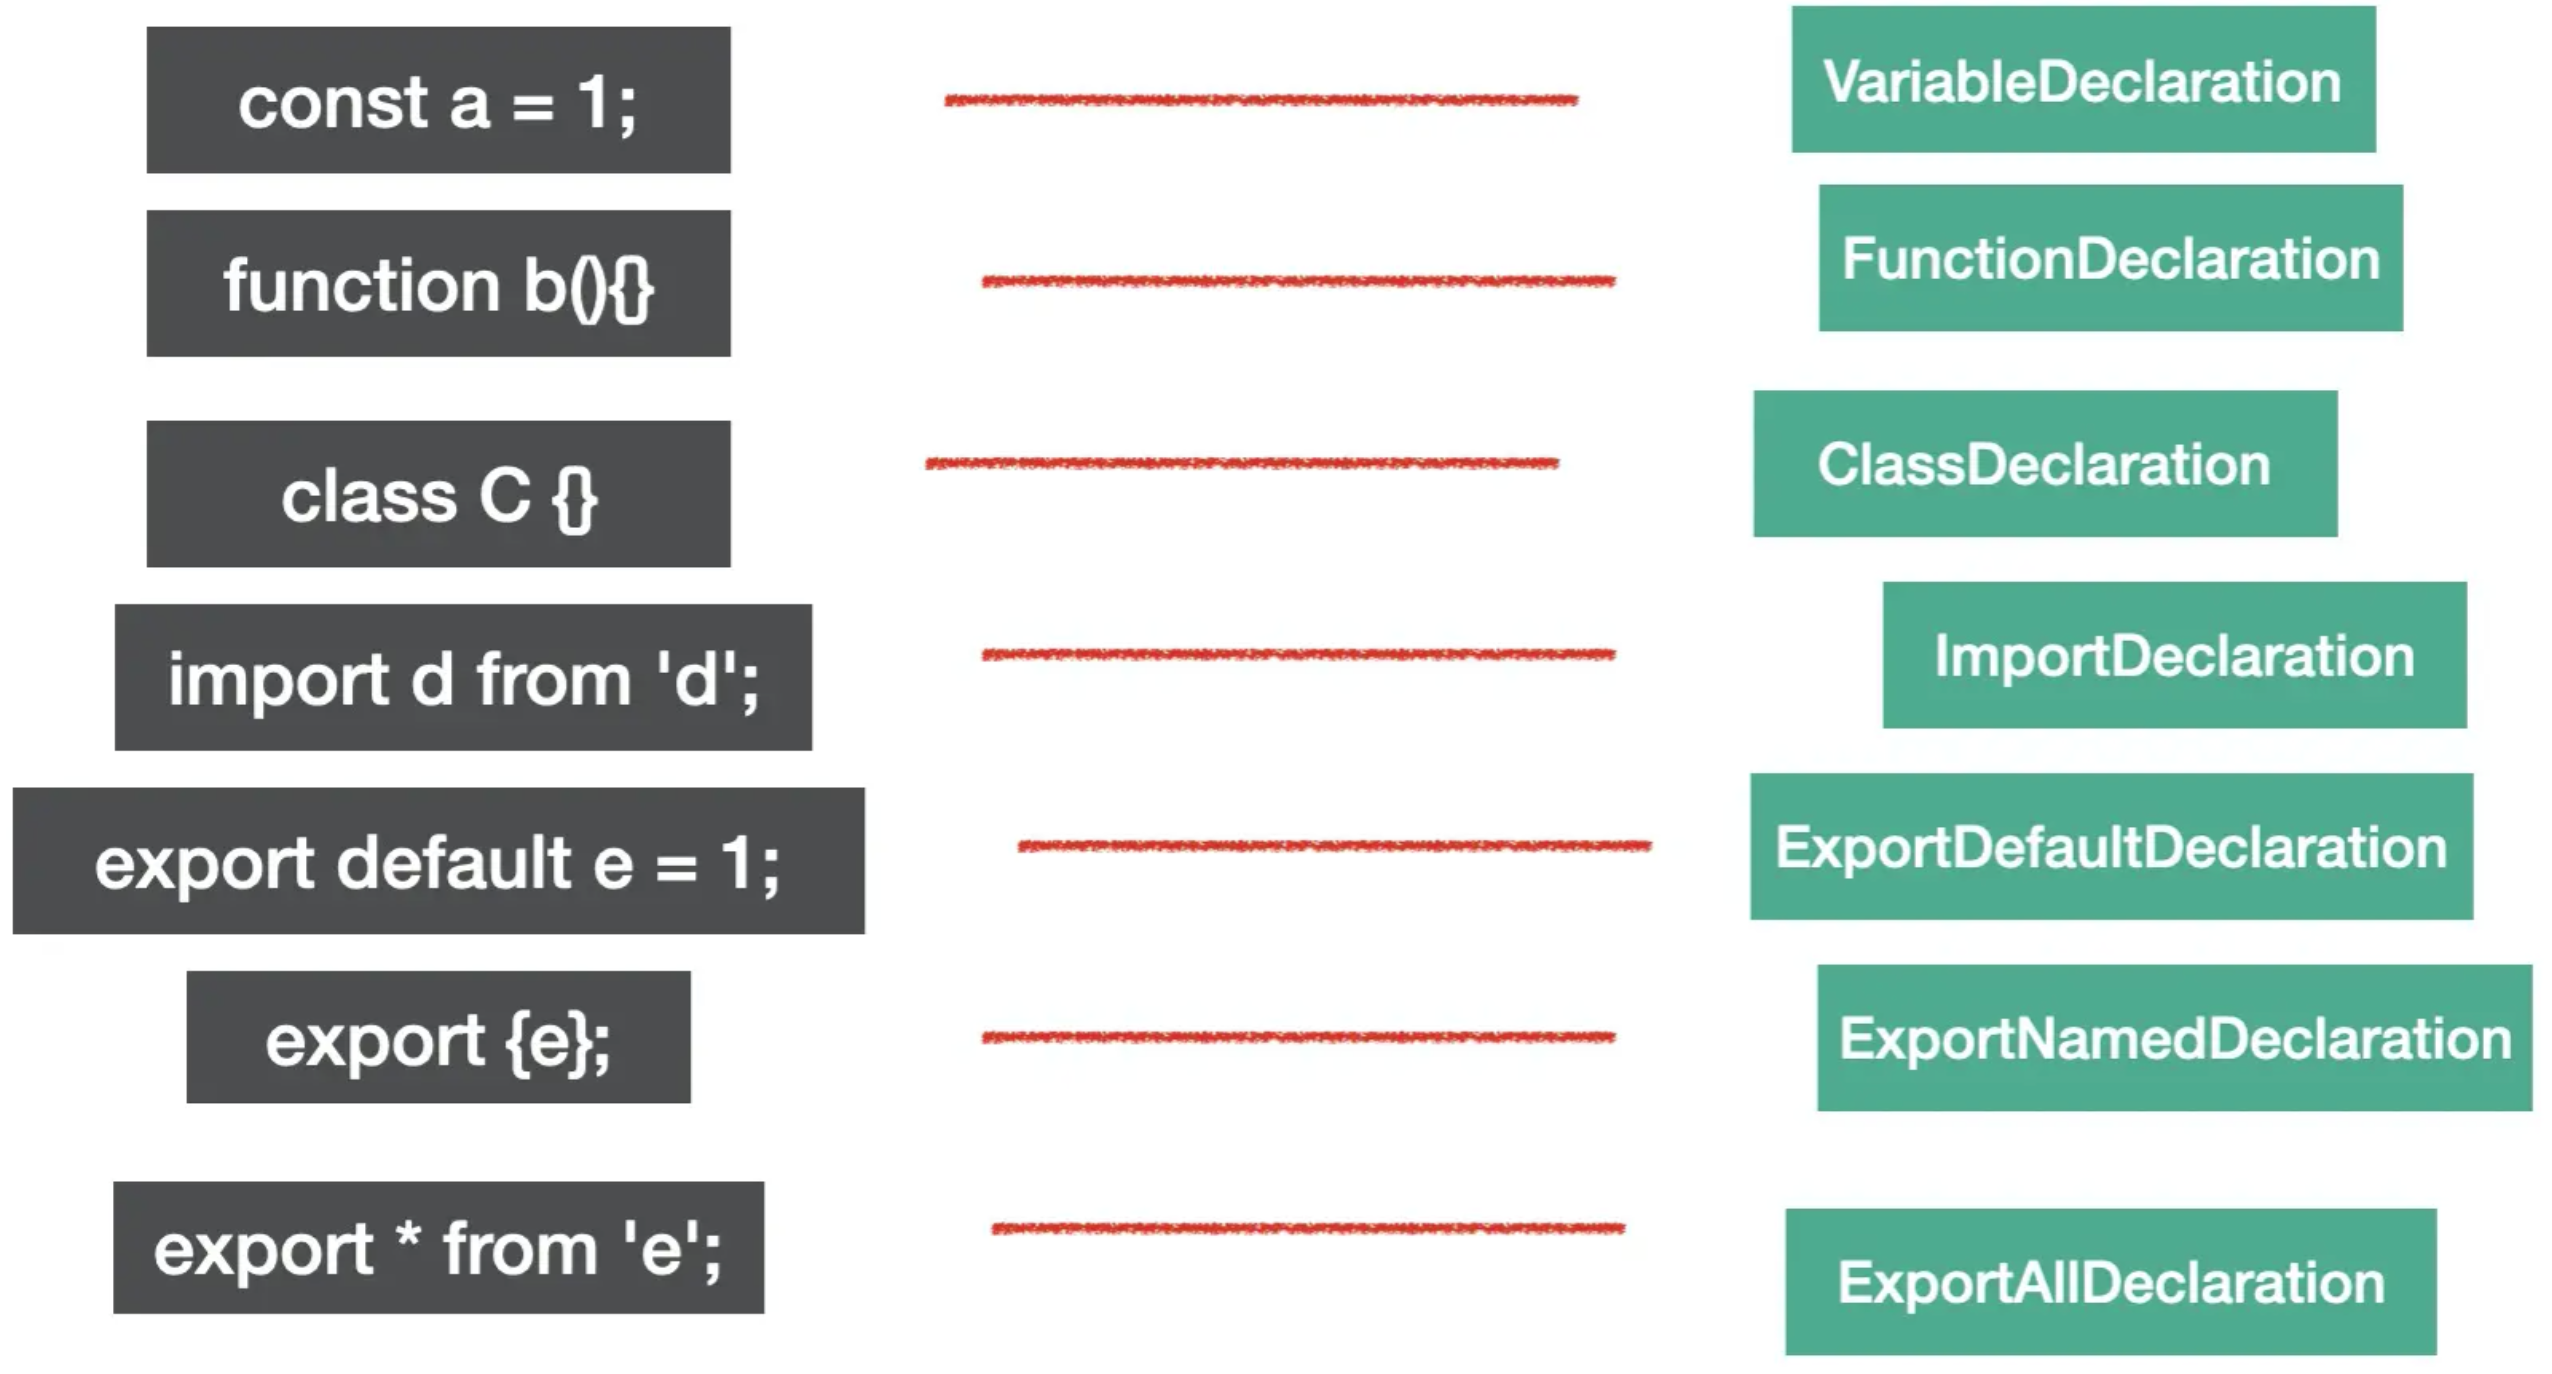 const a = 1;
VariableDeclaration
function b(){}
FunctionDeclaration
class C {}
ClassDeclaration
import d from 'd';
ImportDeclaration
export default e = 1;
ExportDefaultDeclaration
export {e};
ExportNamedDeclaration
export * from 'e';
ExportAllDeclaration